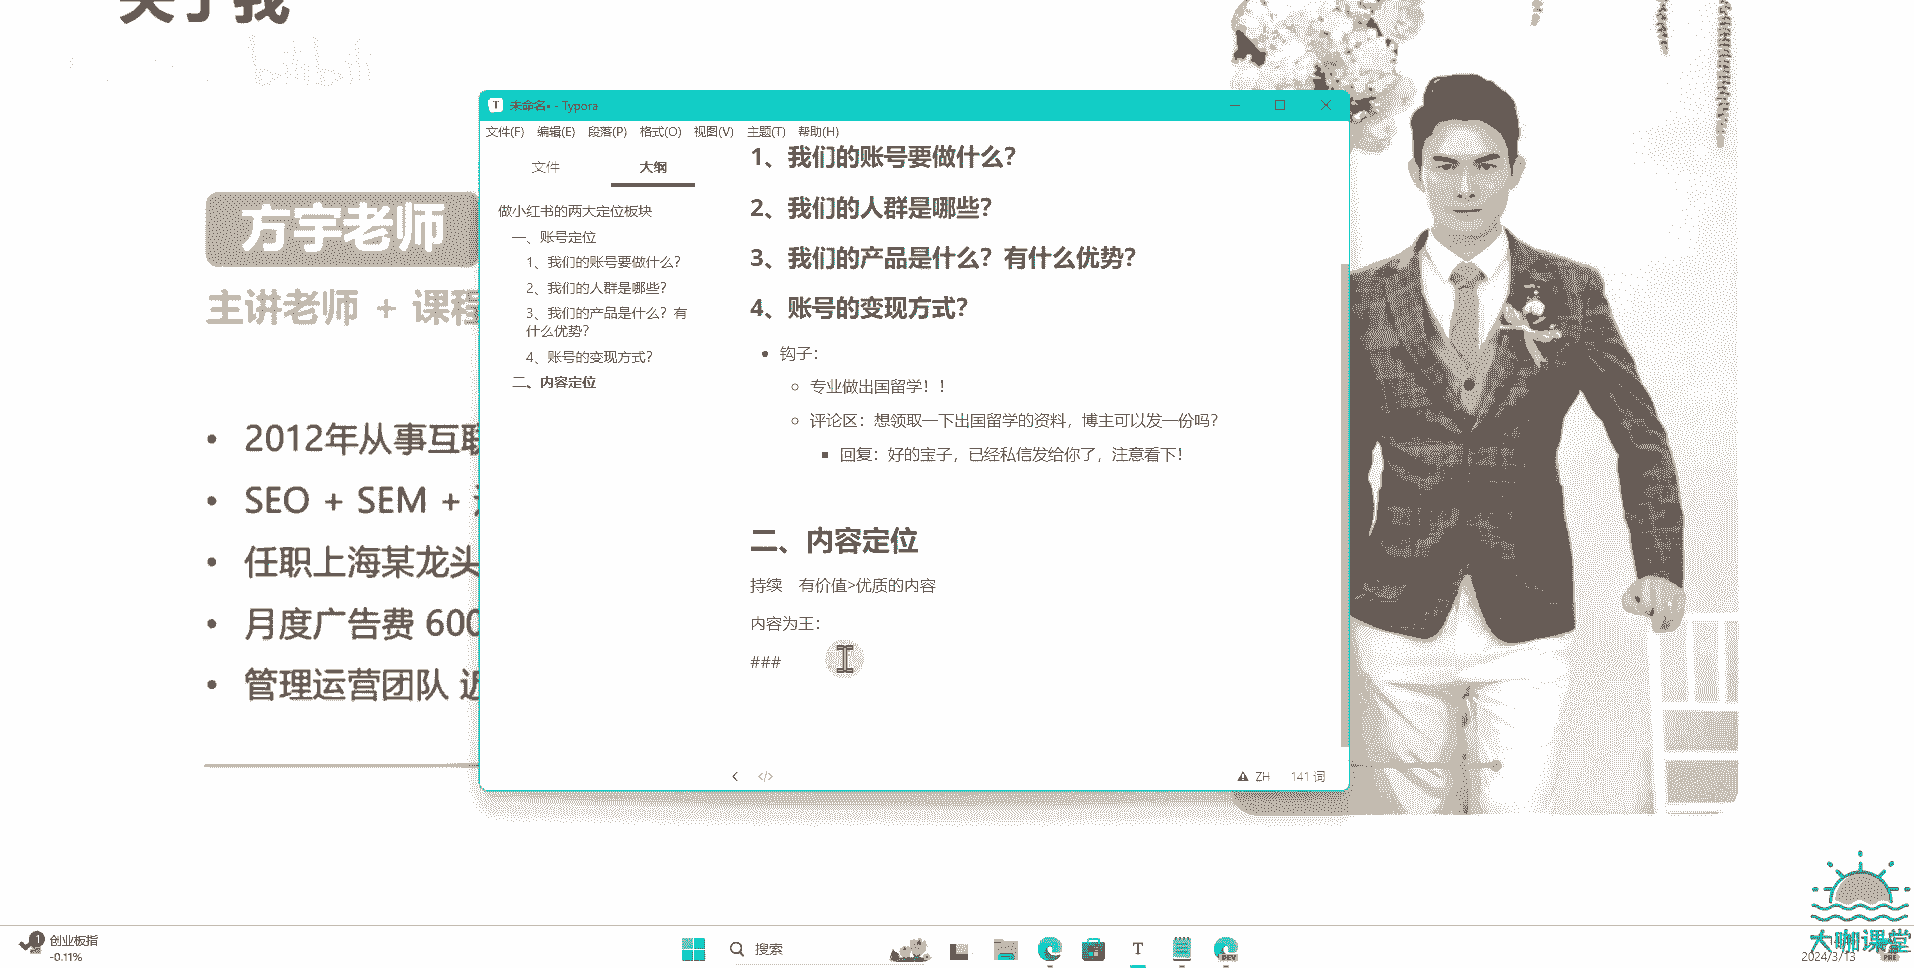 关于我
bilibili
方宇老师
主讲老师 + 课程
2012年从事互联
SEO + SEM +
任职上海某龙头
月度广告费 600
管理运营团队 近
未命名• - Typora
文件(F) 编辑(E) 段落(P) 格式(O) 视图(V) 主题(T) 帮助(H)
文件 大纲
做小红书的两大定位板块
一、账号定位
1、我们的账号要做什么？
2、我们的人群是哪些？
3、我们的产品是什么？有
什么优势？
4、账号的变现方式？
二、内容定位
1、我们的账号要做什么？
2、我们的人群是哪些？
3、我们的产品是什么？有什么优势？
4、账号的变现方式？
钩子：
专业做出国留学！！
评论区：想领取一下出国留学的资料，博主可以发一份吗？
回复：好的宝子，已经私信发给你了，注意看下！
二、内容定位
持续 有价值>优质的内容
内容为王：
###
ZH 141 词
大咖课堂
1 创业板指
-0.11%
搜索
T
DEV
2024/3/13
PRE